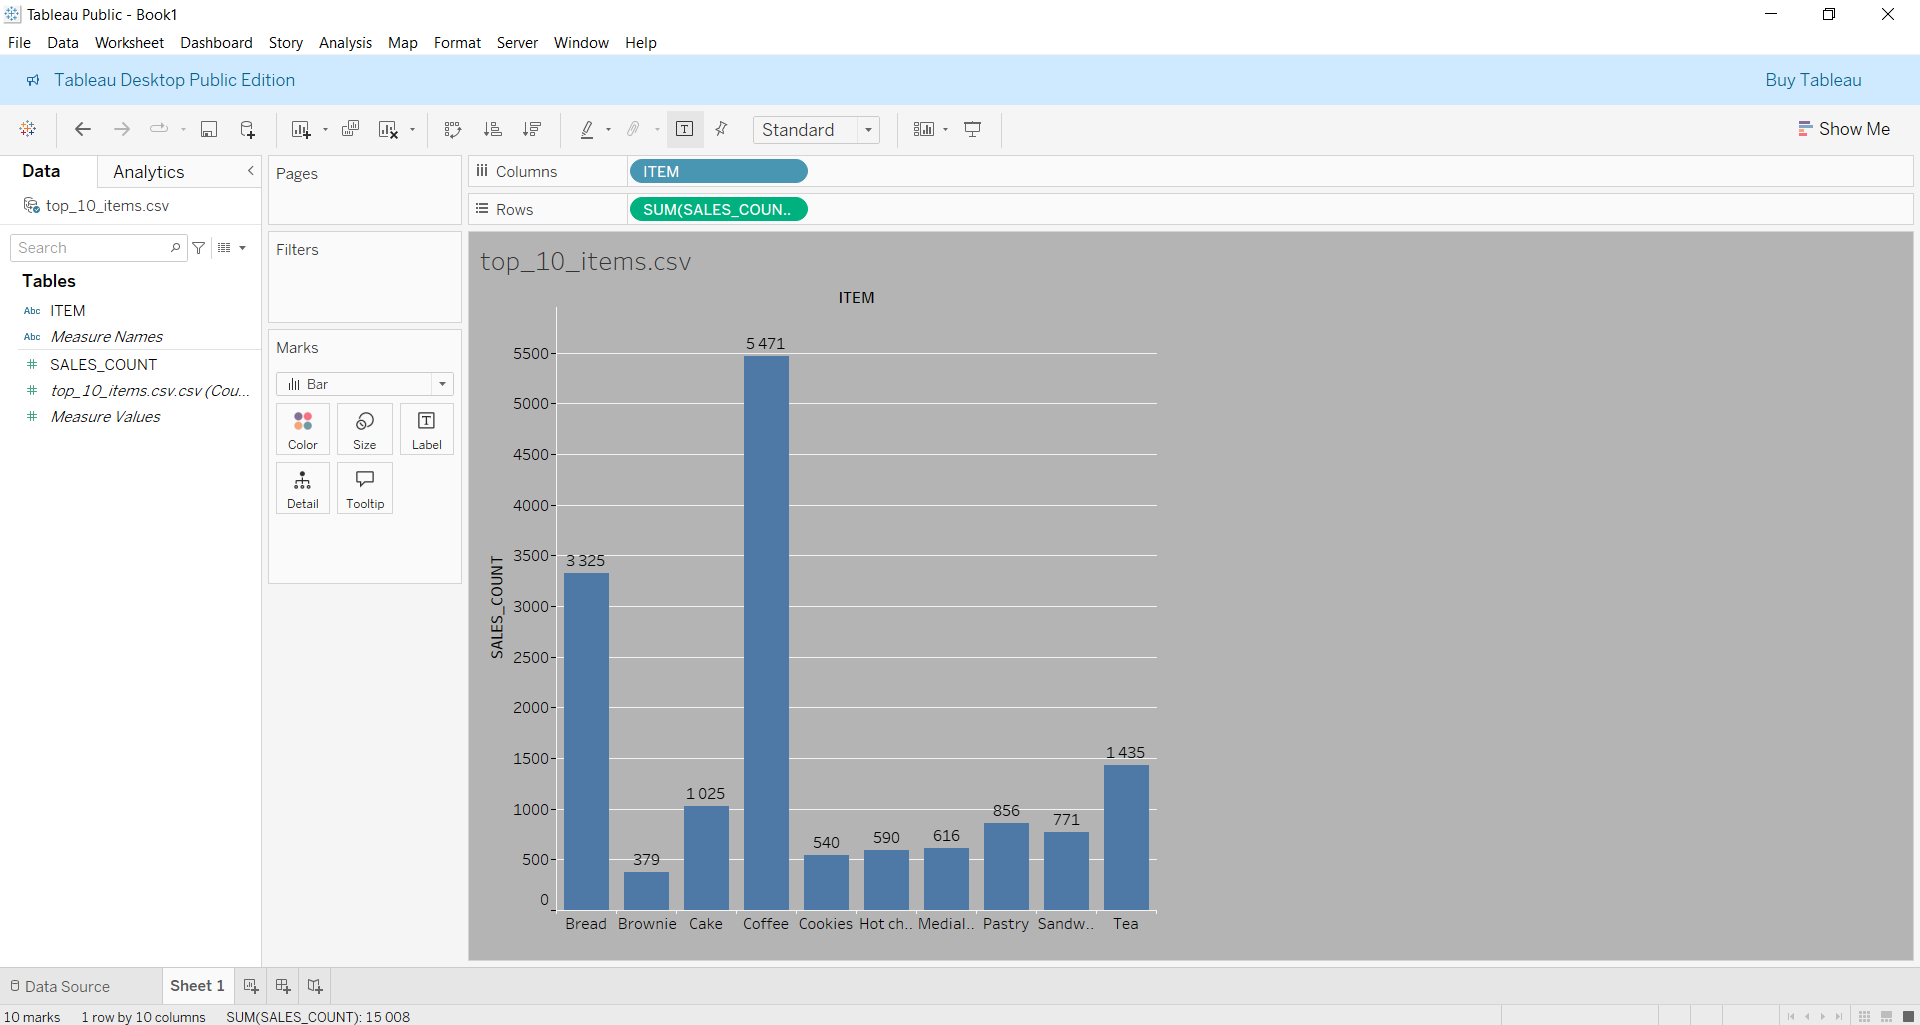 Tableau Public - Book1
File Data Worksheet Dashboard Story Analysis Map Format Server Window Help
Tableau Desktop Public Edition
Buy Tableau
Standard
Show Me
Data
Analytics
top_10_items.csv
Search
Tables
Abc ITEM
Abc Measure Names
# SALES_COUNT
# top_10_items.csv.csv (Cou...
# Measure Values
Pages
Filters
Marks
Bar
Color Size Label
Detail Tooltip
Columns ITEM
Rows SUM(SALES_COUN..
top_10_items.csv
ITEM
SALES_COUNT
5500
5000
4500
4000
3500
3000
2500
2000
1500
1000
500
0
3 325
379
1 025
5 471
540
590
616
856
771
1 435
Bread Brownie Cake Coffee Cookies Hot ch.. Medial.. Pastry Sandw.. Tea
Data Source
Sheet 1
10 marks 1 row by 10 columns SUM(SALES_COUNT): 15 008